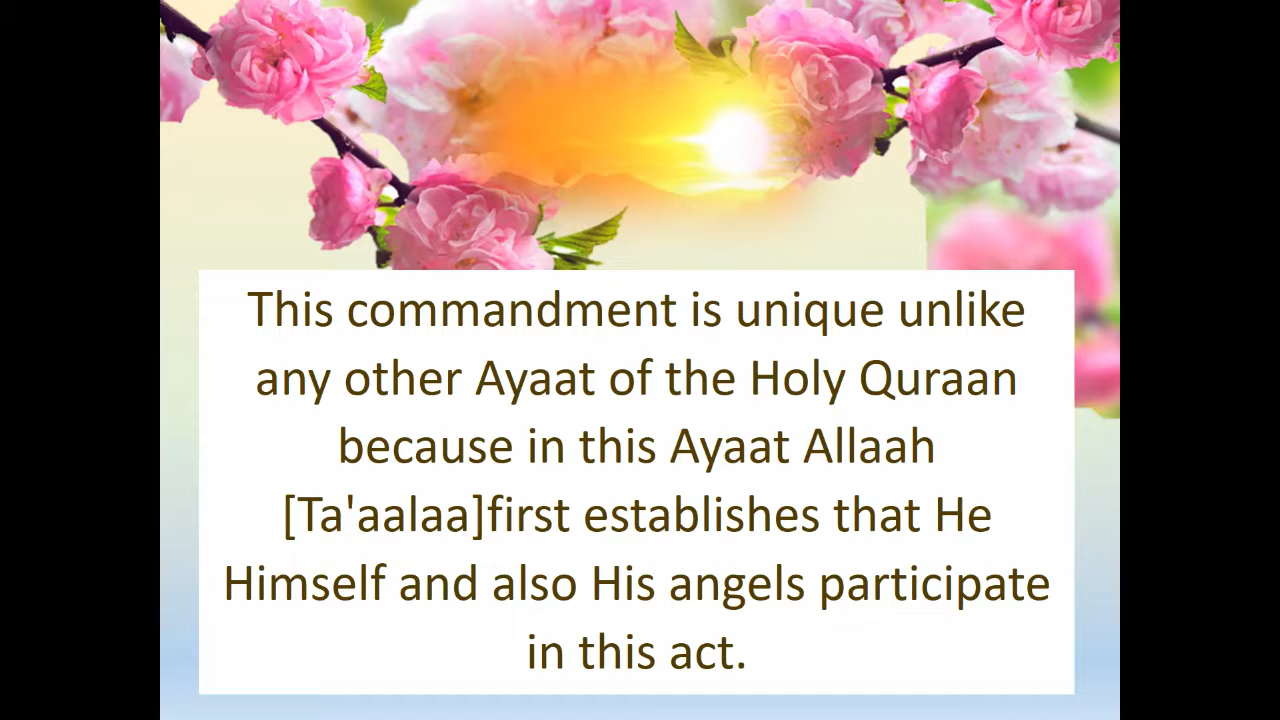 This commandment is unique unlike
any other Ayaat of the Holy Quraan
because in this Ayaat Allaah
[Ta'aalaa]first establishes that He
Himself and also His angels participate
in this act.